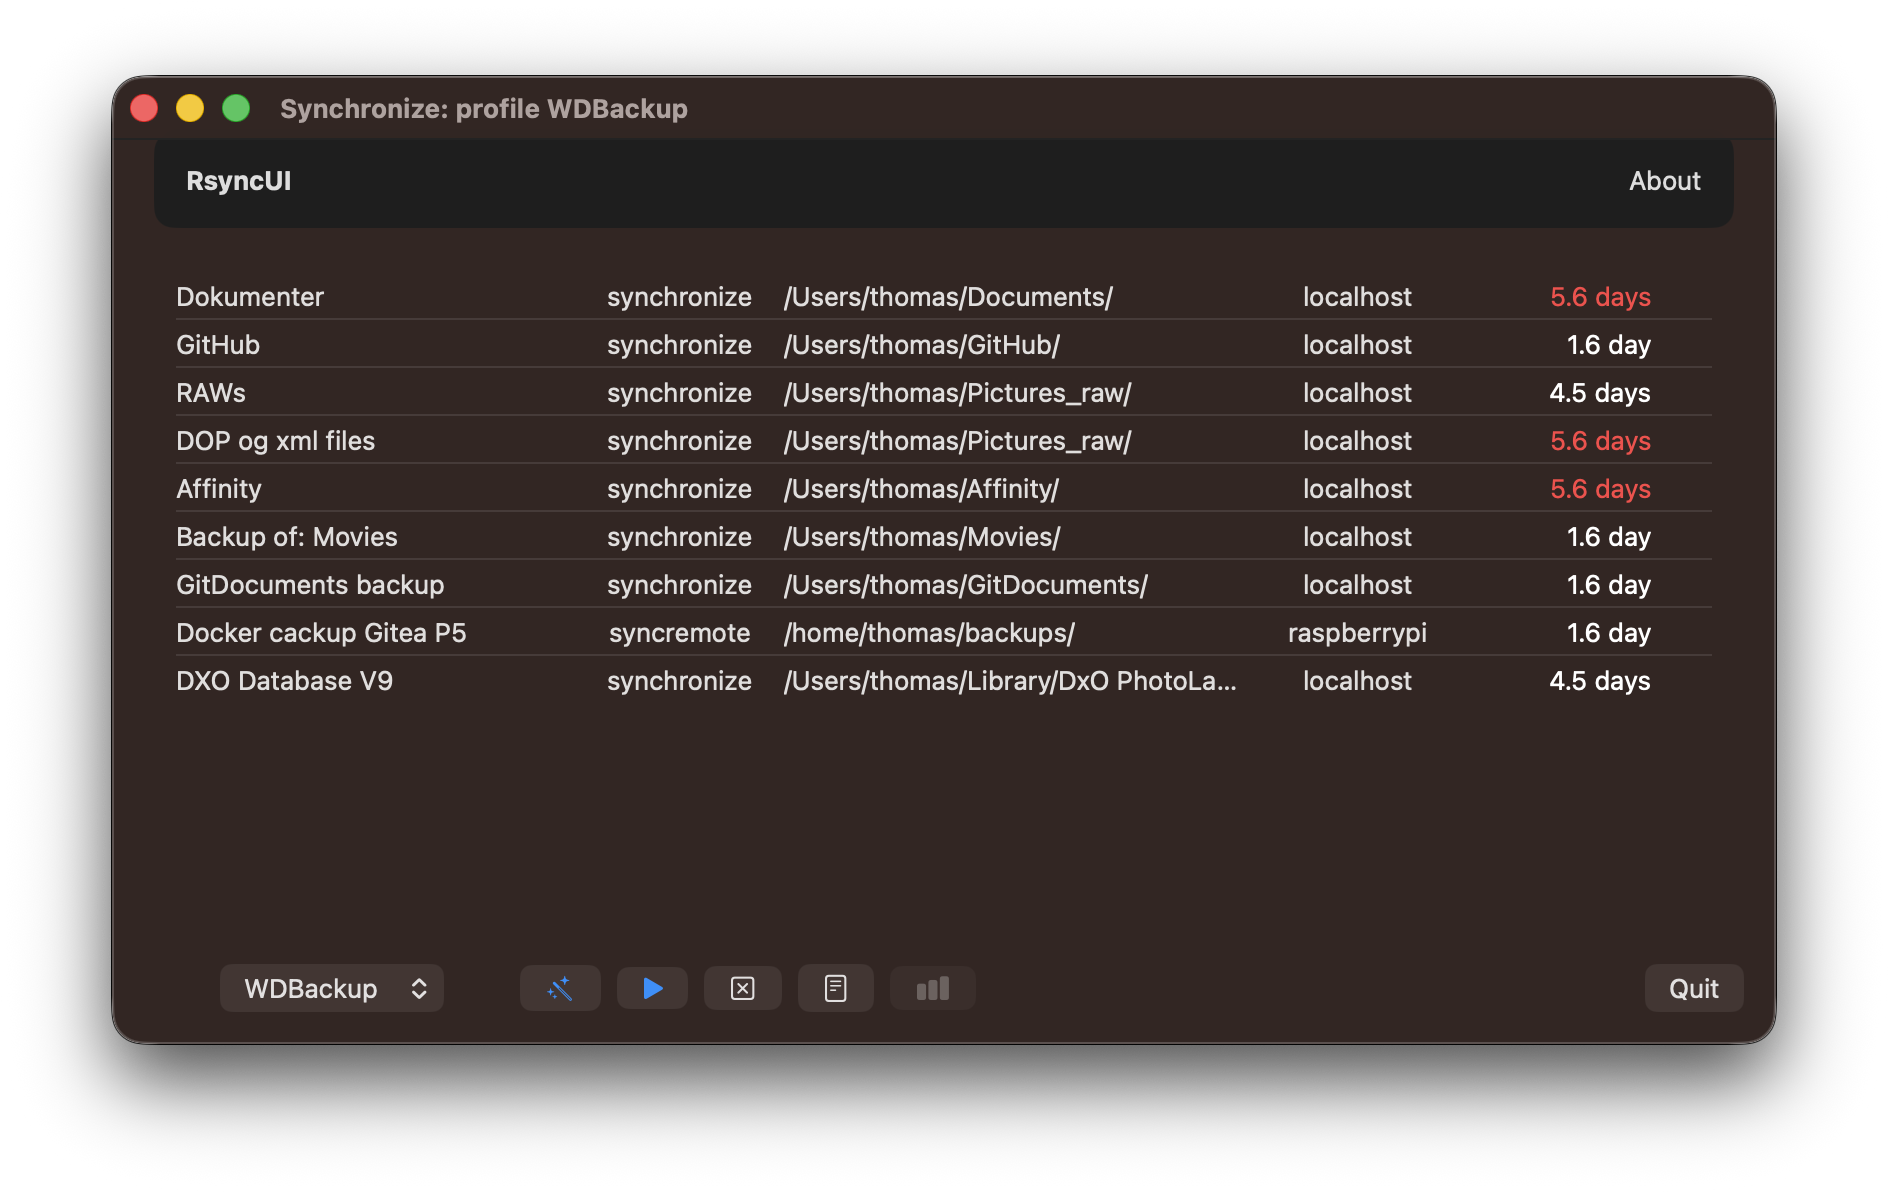 Synchronize: profile WDBackup
RsyncUI About
Dokumenter synchronize /Users/thomas/Documents/ localhost 5.6 days
GitHub synchronize /Users/thomas/GitHub/ localhost 1.6 day
RAWs synchronize /Users/thomas/Pictures_raw/ localhost 4.5 days
DOP og xml files synchronize /Users/thomas/Pictures_raw/ localhost 5.6 days
Affinity synchronize /Users/thomas/Affinity/ localhost 5.6 days
Backup of: Movies synchronize /Users/thomas/Movies/ localhost 1.6 day
GitDocuments backup synchronize /Users/thomas/GitDocuments/ localhost 1.6 day
Docker cackup Gitea P5 syncremote /home/thomas/backups/ raspberrypi 1.6 day
DXO Database V9 synchronize /Users/thomas/Library/DxO PhotoLa... localhost 4.5 days
WDBackup Quit